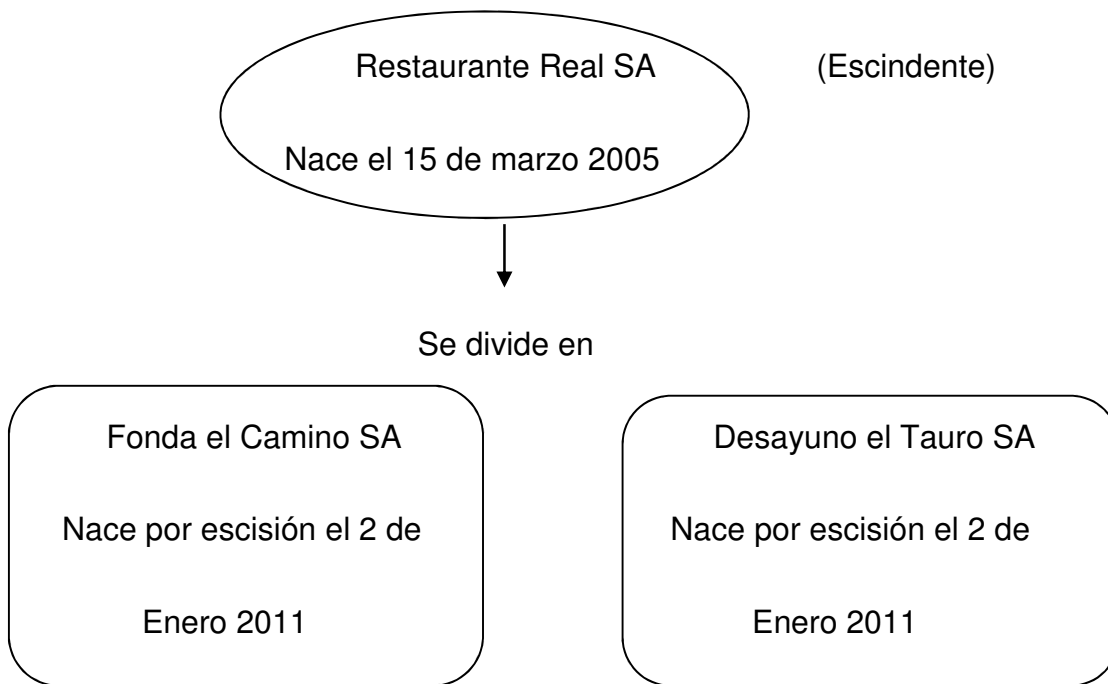 Restaurante Real SA (Escindente)
Nace el 15 de marzo 2005
Se divide en
Fonda el Camino SA
Nace por escisión el 2 de
Enero 2011
Desayuno el Tauro SA
Nace por escisión el 2 de
Enero 2011